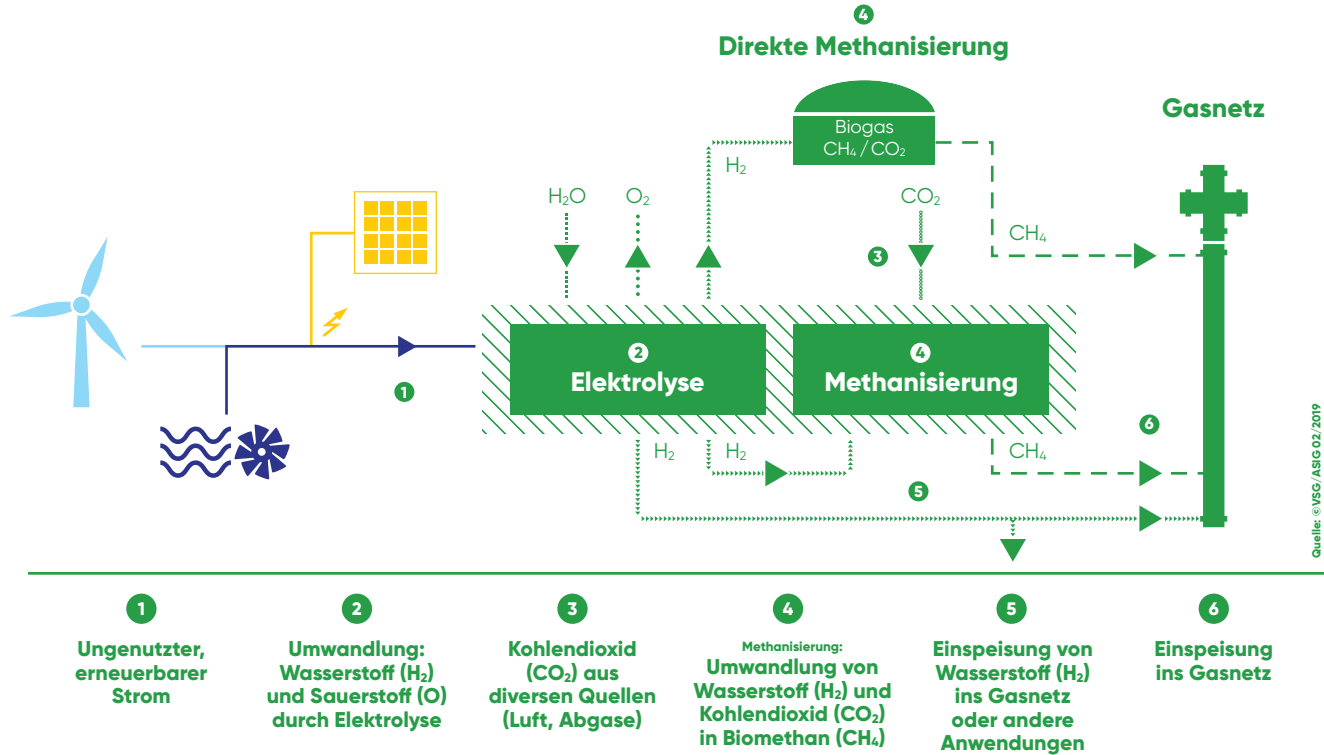 4
Direkte Methanisierung
Gasnetz
Biogas
CH₄ / CO₂
H₂
H₂O
O₂
CO₂
CH₄
3
2
Elektrolyse
4
Methanisierung
1
6
H₂
H₂
CH₄
5
Quelle: ©VSG/ASIG 02/2019
1
Ungenutzter,
erneuerbarer
Strom
2
Umwandlung:
Wasserstoff (H₂)
und Sauerstoff (O)
durch Elektrolyse
3
Kohlendioxid
(CO₂) aus
diversen Quellen
(Luft, Abgase)
4
Methanisierung:
Umwandlung von
Wasserstoff (H₂) und
Kohlendioxid (CO₂)
in Biomethan (CH₄)
5
Einspeisung von
Wasserstoff (H₂)
ins Gasnetz
oder andere
Anwendungen
6
Einspeisung
ins Gasnetz